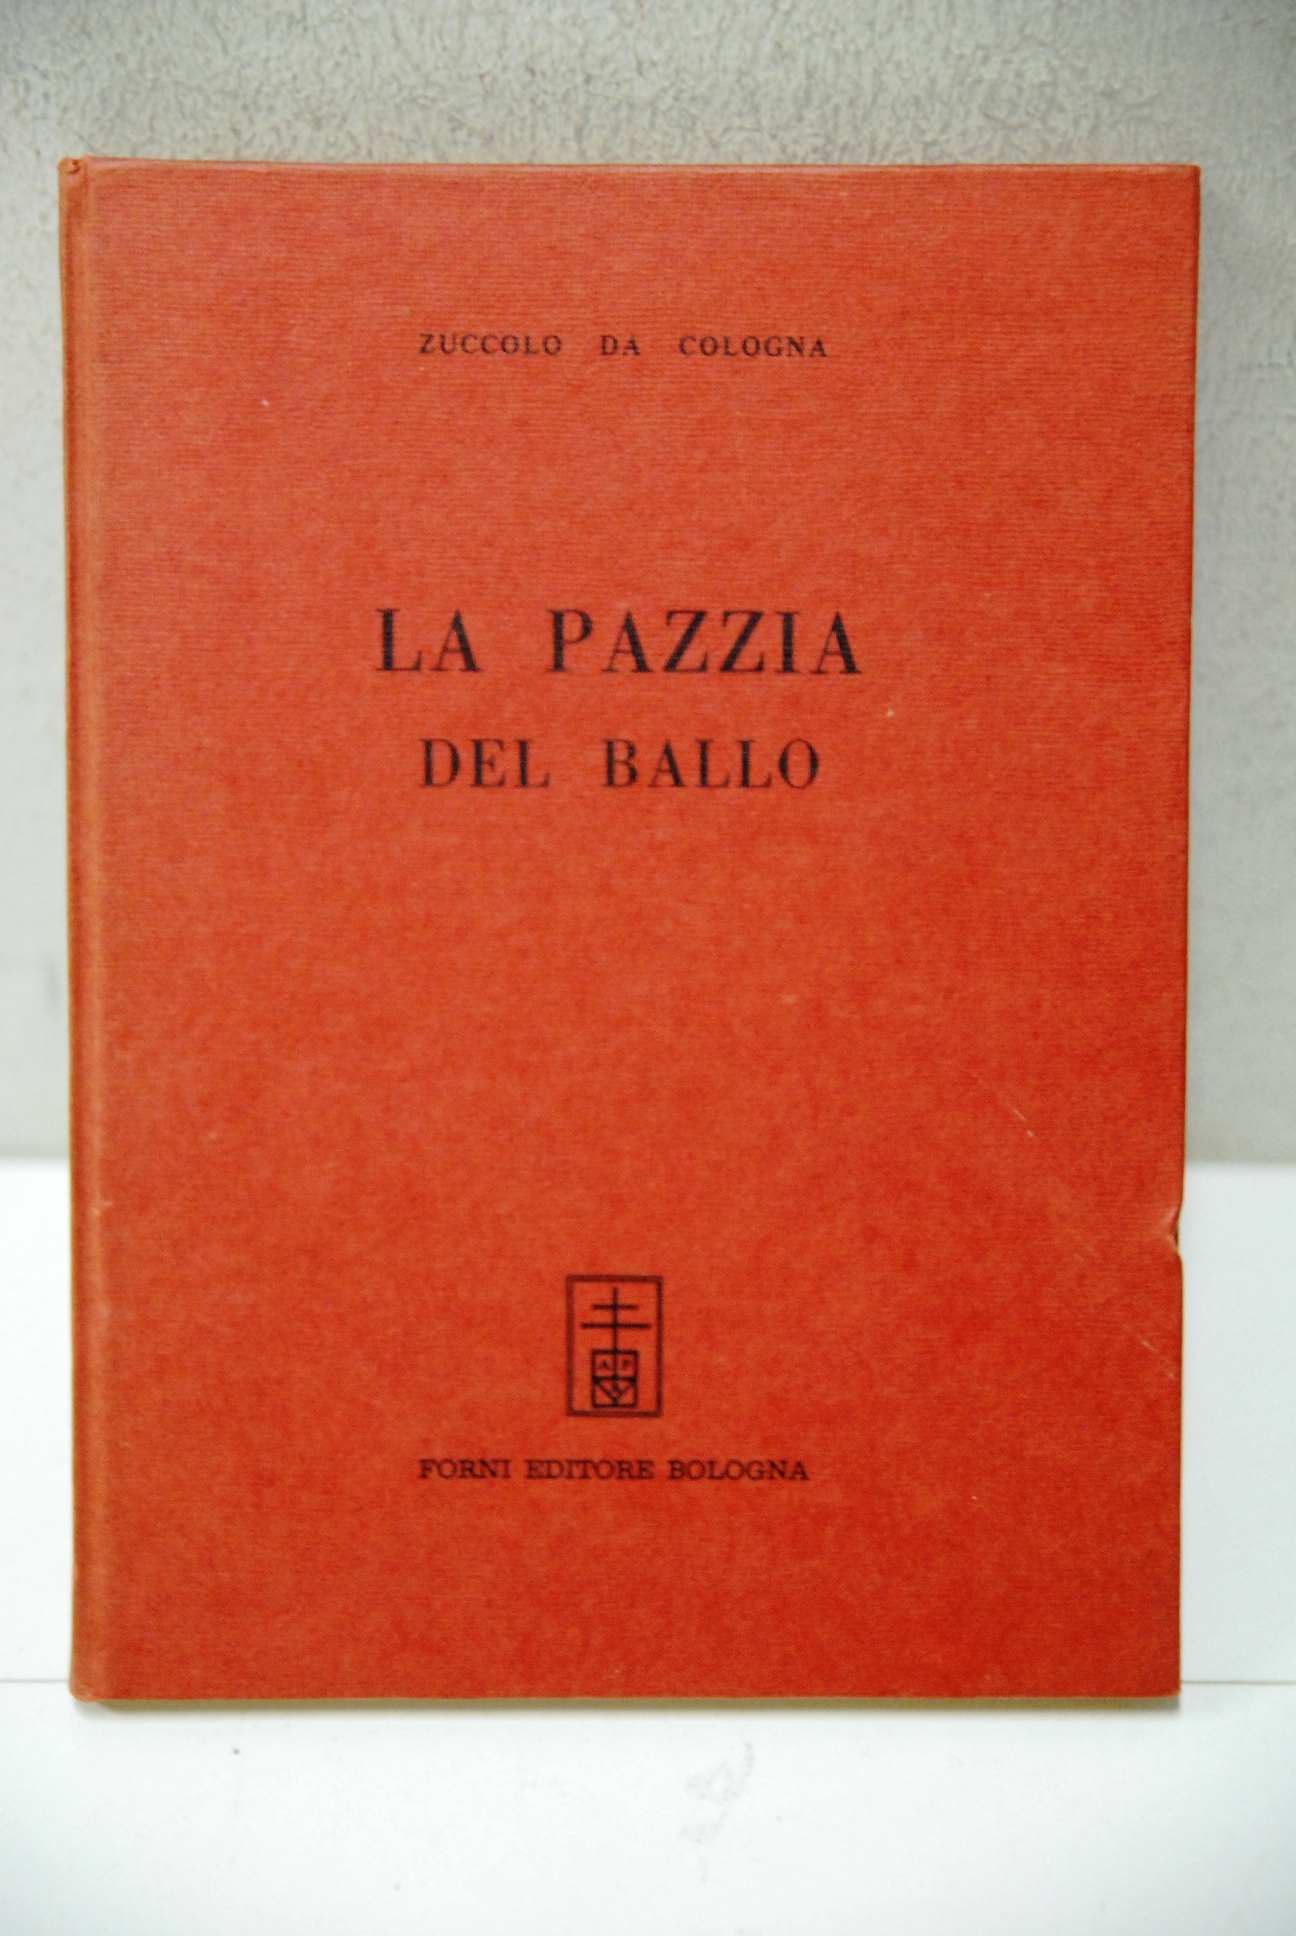 ZUCCOLO DA COLOGNA
LA PAZZIA
DEL BALLO
FORNI EDITORE BOLOGNA